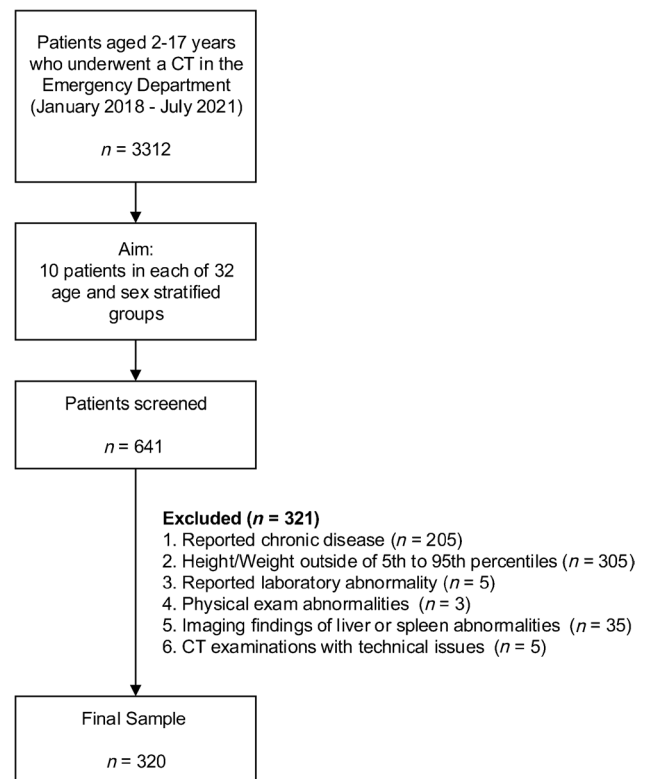 Patients aged 2-17 years
who underwent a CT in the
Emergency Department
(January 2018 - July 2021)
n = 3312
Aim:
10 patients in each of 32
age and sex stratified
groups
Patients screened
n = 641
Excluded (n = 321)
1. Reported chronic disease (n = 205)
2. Height/Weight outside of 5th to 95th percentiles (n = 305)
3. Reported laboratory abnormality (n = 5)
4. Physical exam abnormalities (n = 3)
5. Imaging findings of liver or spleen abnormalities (n = 35)
6. CT examinations with technical issues (n = 5)
Final Sample
n = 320